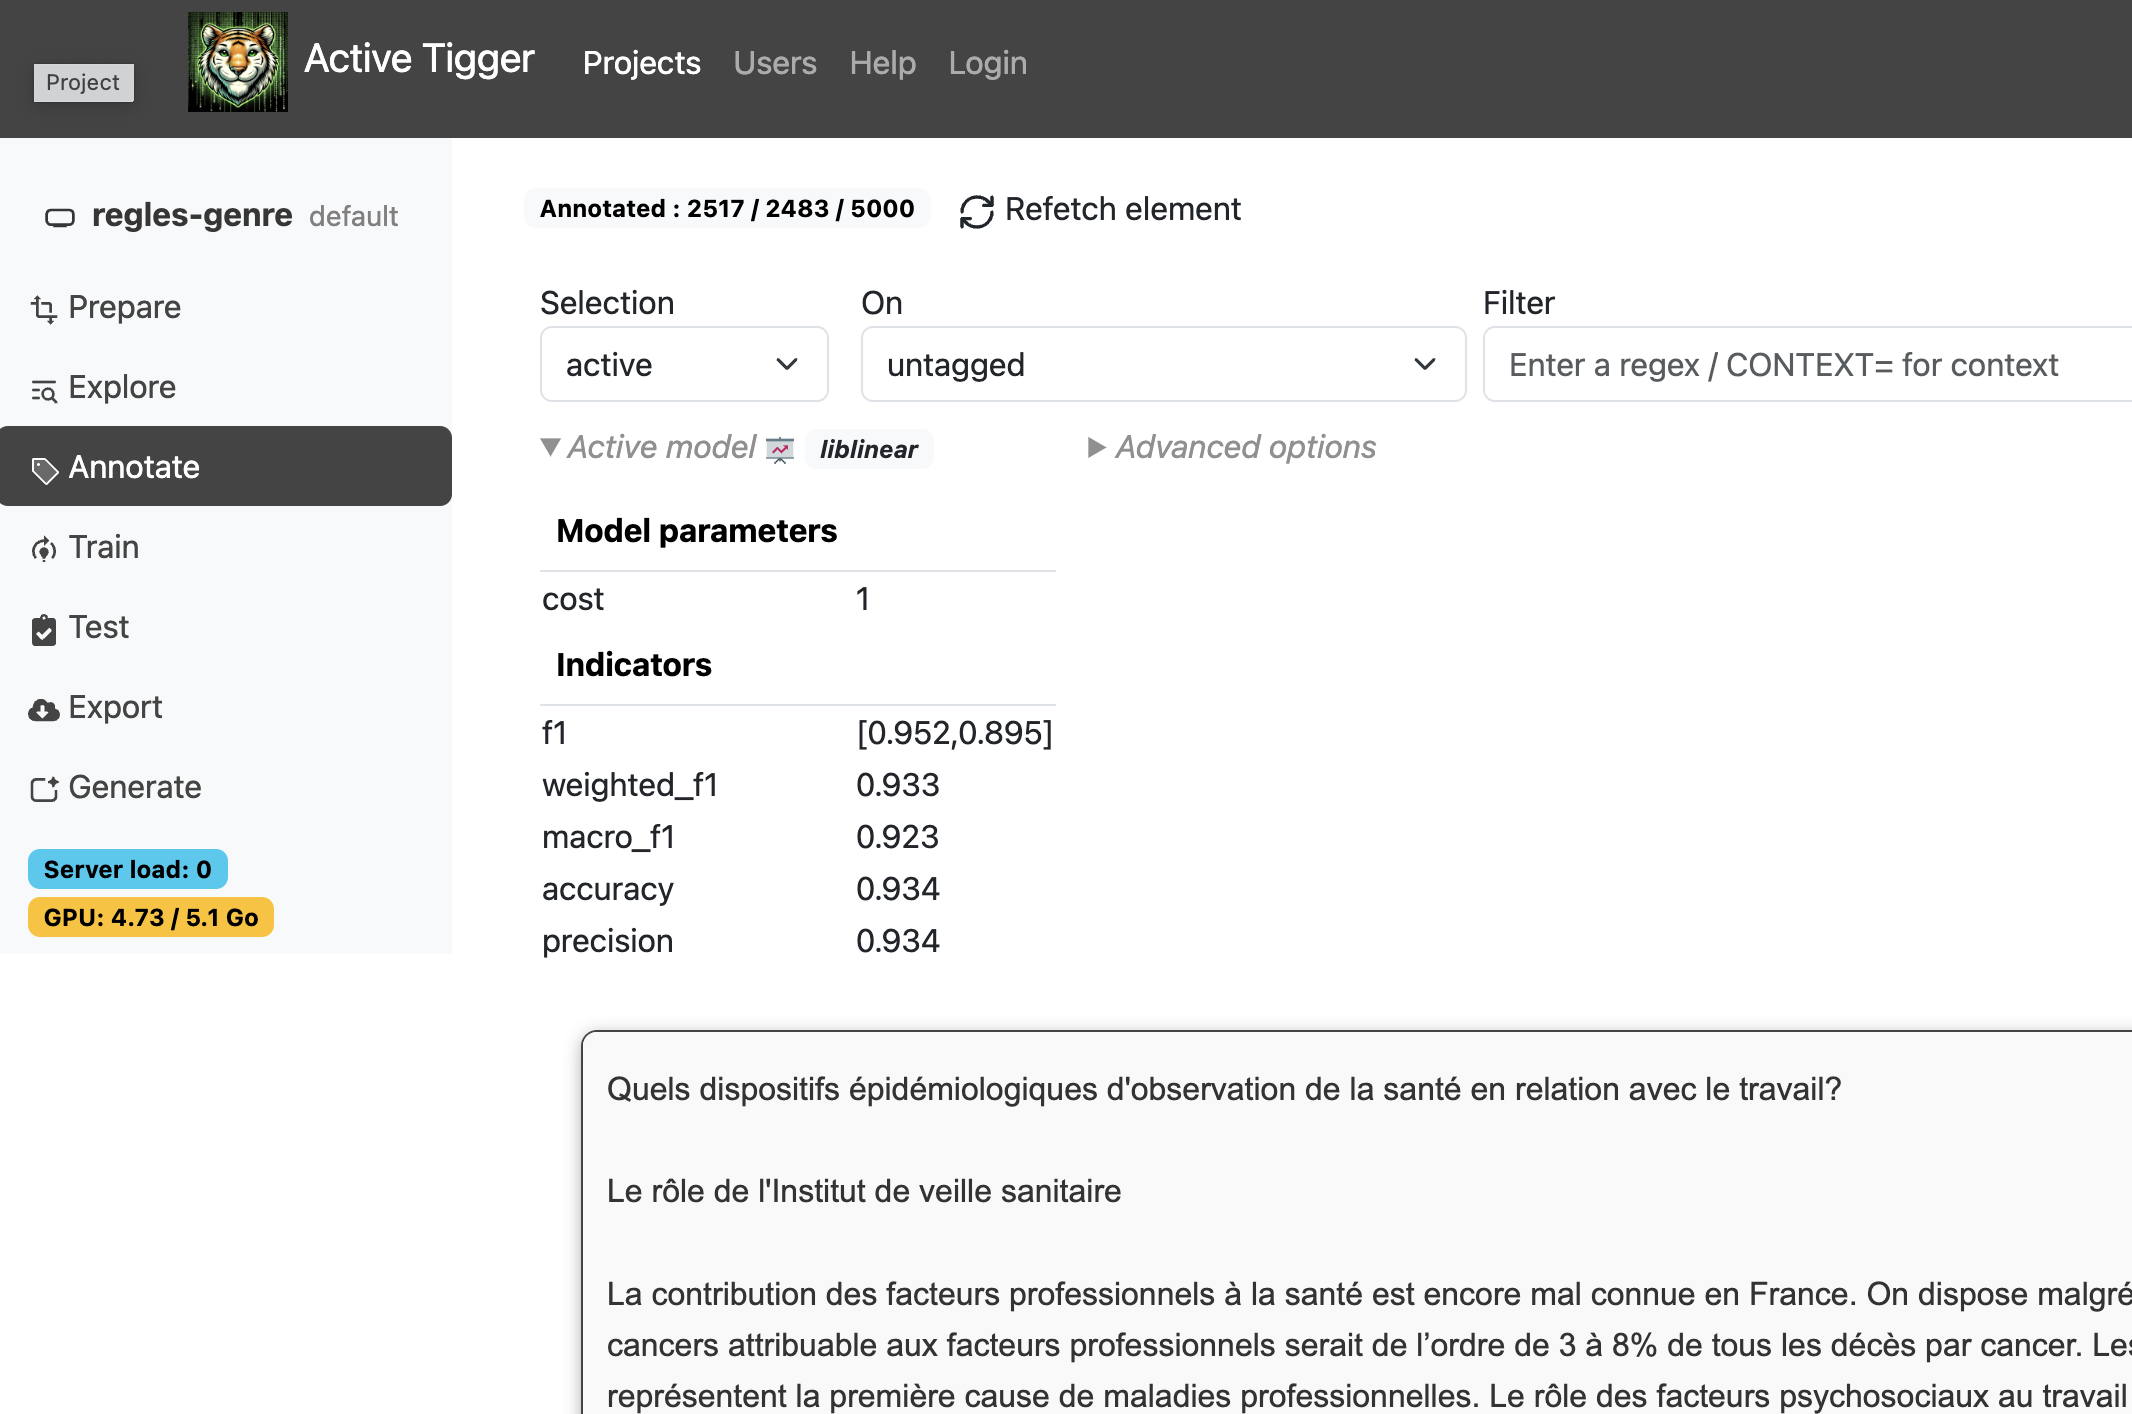 Project
Active Tigger Projects Users Help Login
regles-genre default
Prepare
Explore
Annotate
Train
Test
Export
Generate
Server load: 0
GPU: 4.73 / 5.1 Go
Annotated : 2517 / 2483 / 5000 Refetch element
Selection On Filter
active untagged Enter a regex / CONTEXT= for context
Active model liblinear Advanced options
Model parameters
cost 1
Indicators
f1 [0.952,0.895]
weighted_f1 0.933
macro_f1 0.923
accuracy 0.934
precision 0.934
Quels dispositifs épidémiologiques d'observation de la santé en relation avec le travail?
Le rôle de l'Institut de veille sanitaire
La contribution des facteurs professionnels à la santé est encore mal connue en France. On dispose malgré
cancers attribuable aux facteurs professionnels serait de l’ordre de 3 à 8% de tous les décès par cancer. Les
représentent la première cause de maladies professionnelles. Le rôle des facteurs psychosociaux au travail